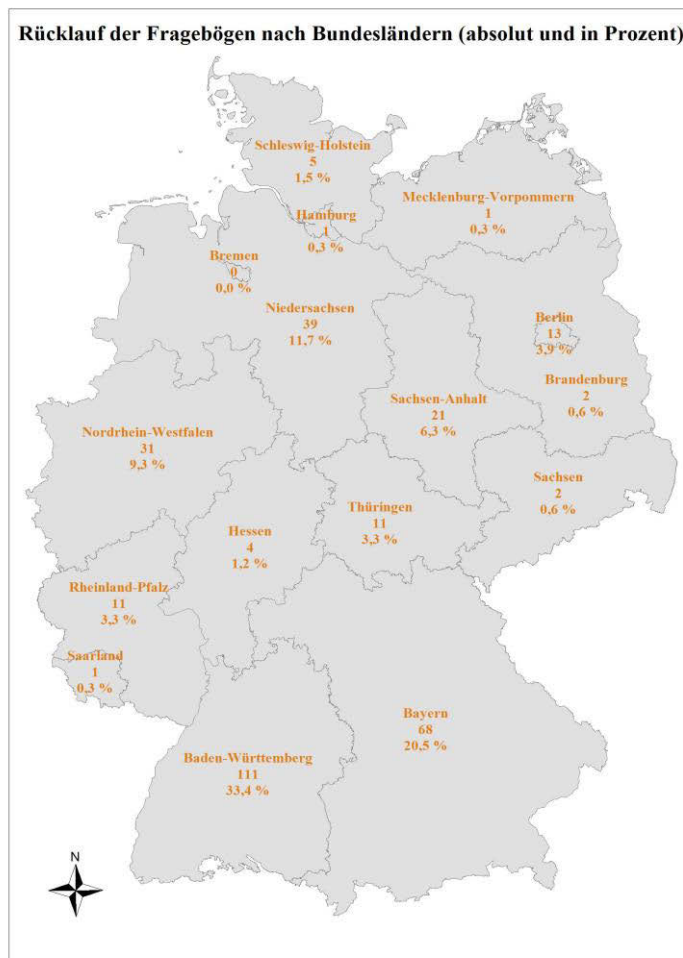 Rücklauf der Fragebögen nach Bundesländern (absolut und in Prozent)
Schleswig-Holstein
5
1,5 %
Mecklenburg-Vorpommern
1
0,3 %
Hamburg
1
0,3 %
Bremen
0
0,0 %
Niedersachsen
39
11,7 %
Berlin
13
3,9 %
Brandenburg
2
0,6 %
Sachsen-Anhalt
21
6,3 %
Nordrhein-Westfalen
31
9,3 %
Sachsen
2
0,6 %
Thüringen
11
3,3 %
Hessen
4
1,2 %
Rheinland-Pfalz
11
3,3 %
Saarland
1
0,3 %
Bayern
68
20,5 %
Baden-Württemberg
111
33,4 %
N